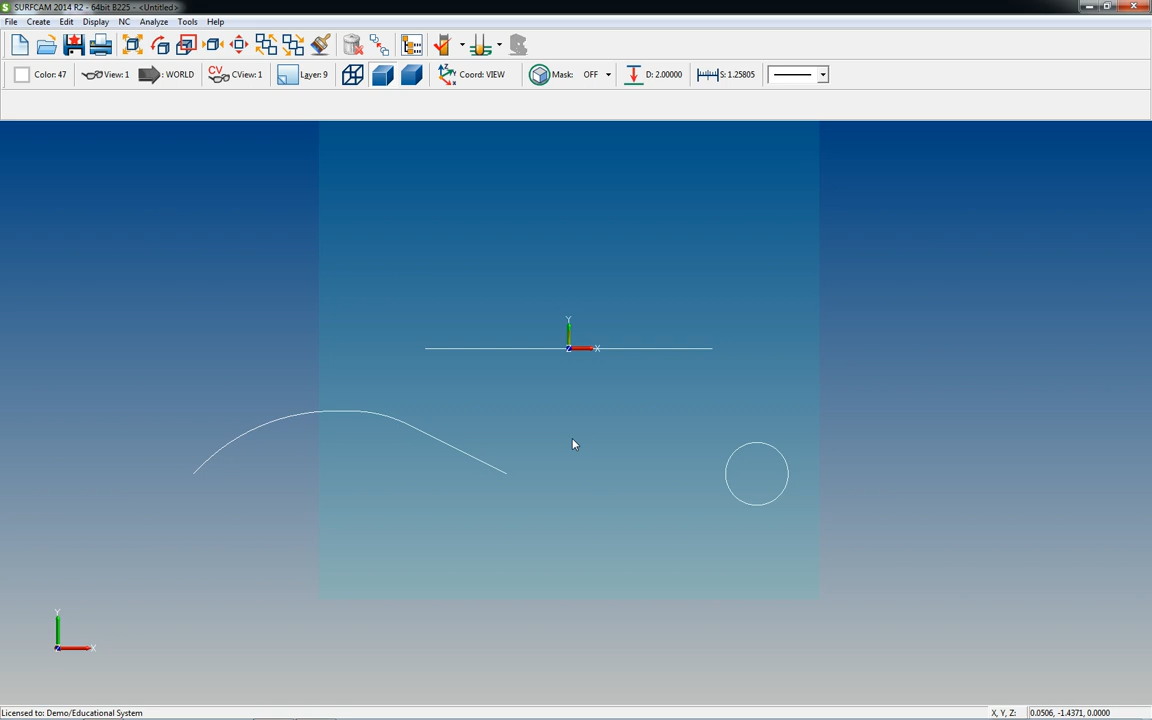 SURFCAM 2014 R2 - 64bit B225 - <Untitled>
File Create Edit Display NC Analyze Tools Help
Color: 47 View: 1 : WORLD CV CView: 1 Layer: 9 Coord: VIEW Mask: OFF D: 2.00000 S: 1.25805
Y
X
Z
Y
X
Licensed to: Demo/Educational System X, Y, Z: 0.0506, -1.4371, 0.0000